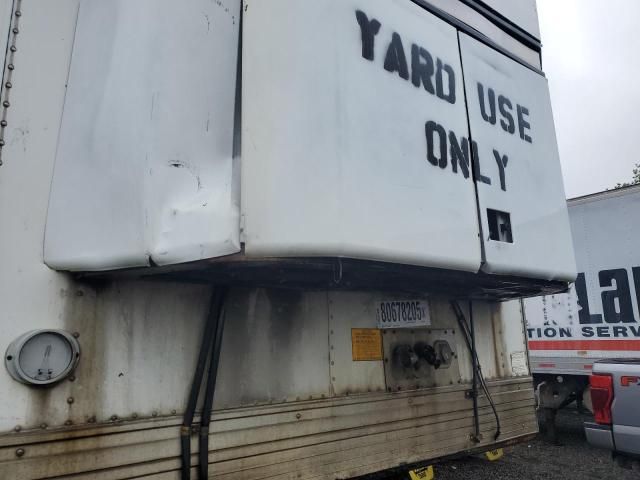 YARD USE
ONLY
80678205
TION SERV